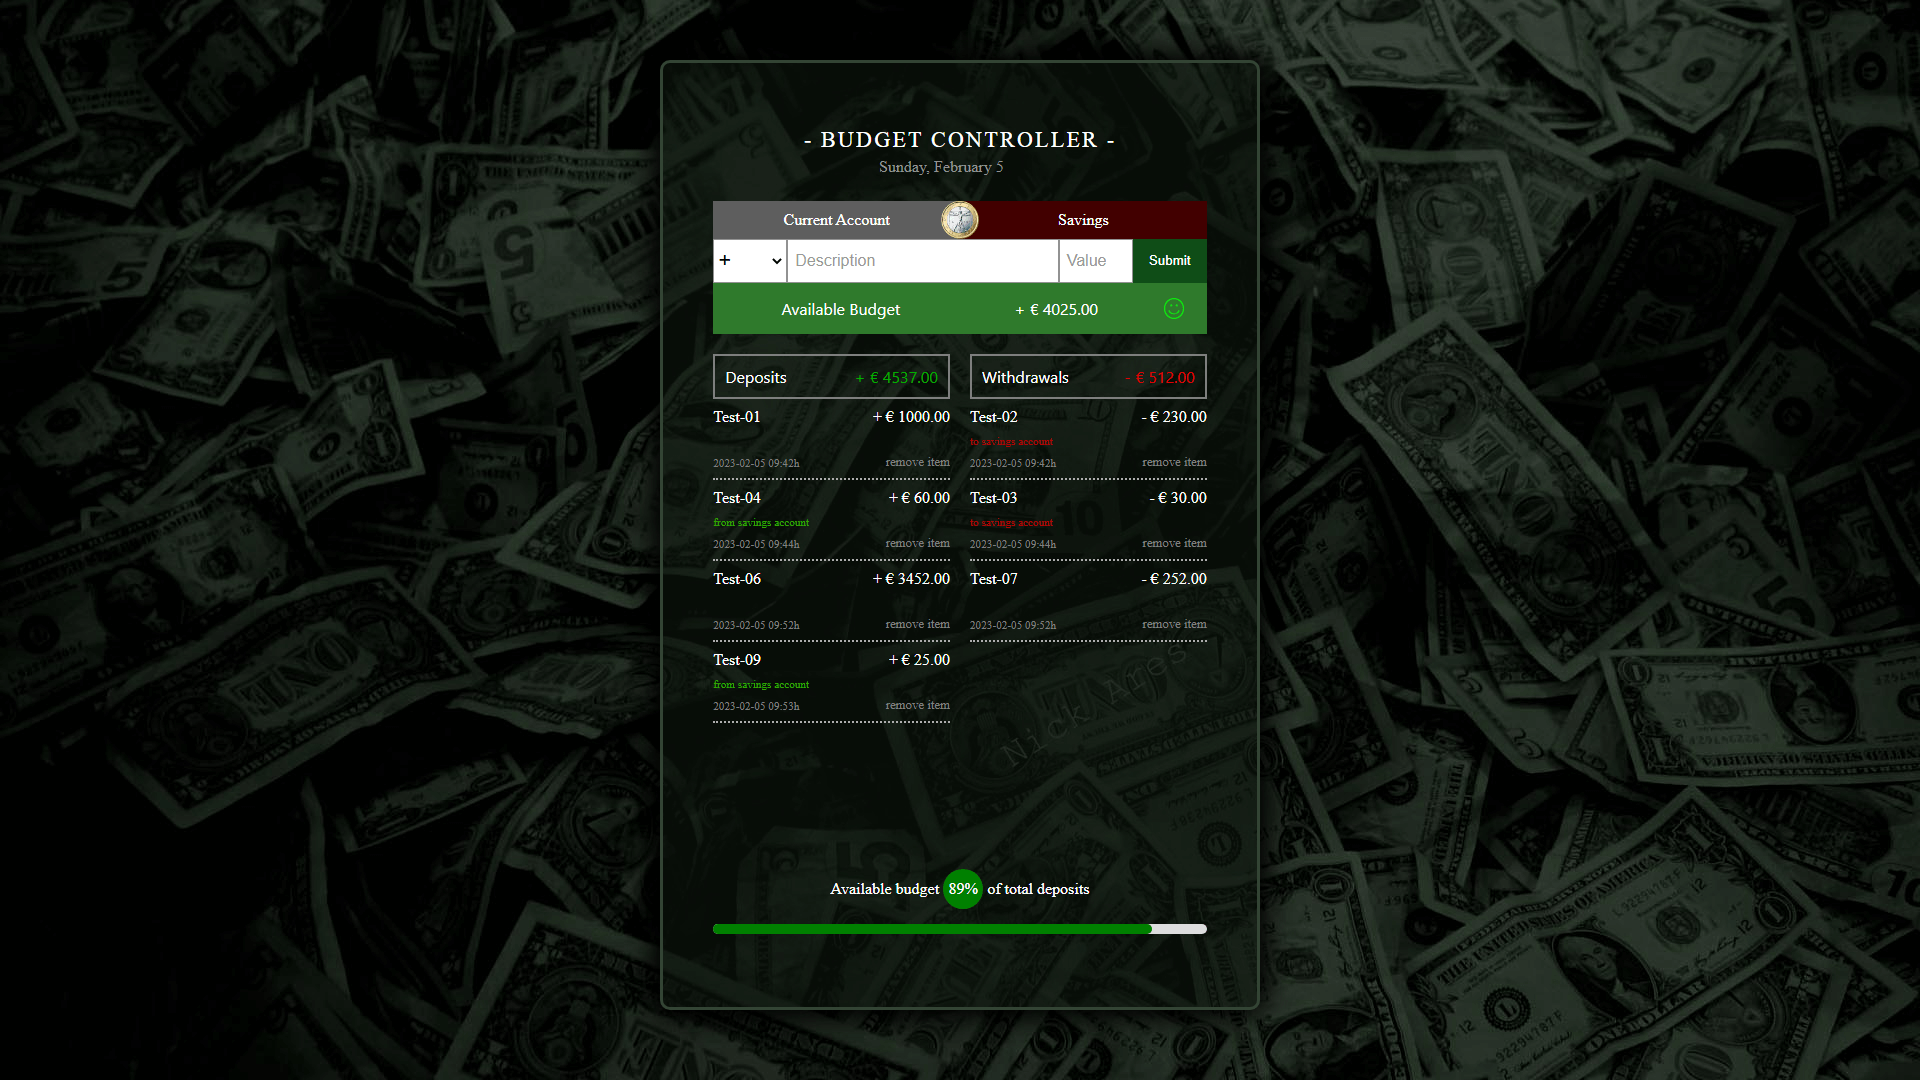 - BUDGET CONTROLLER -
Sunday, February 5
Current Account Savings
+ Description Value Submit
Available Budget + € 4025.00
Deposits + € 4537.00
Withdrawals - € 512.00
Test-01 + € 1000.00
2023-02-05 09:42h remove item
Test-04 + € 60.00
from savings account
2023-02-05 09:44h remove item
Test-06 + € 3452.00
2023-02-05 09:52h remove item
Test-09 + € 25.00
from savings account
2023-02-05 09:53h remove item
Test-02 - € 230.00
to savings account
2023-02-05 09:42h remove item
Test-03 - € 30.00
to savings account
2023-02-05 09:44h remove item
Test-07 - € 252.00
2023-02-05 09:52h remove item
Nick Ames
Available budget 89% of total deposits